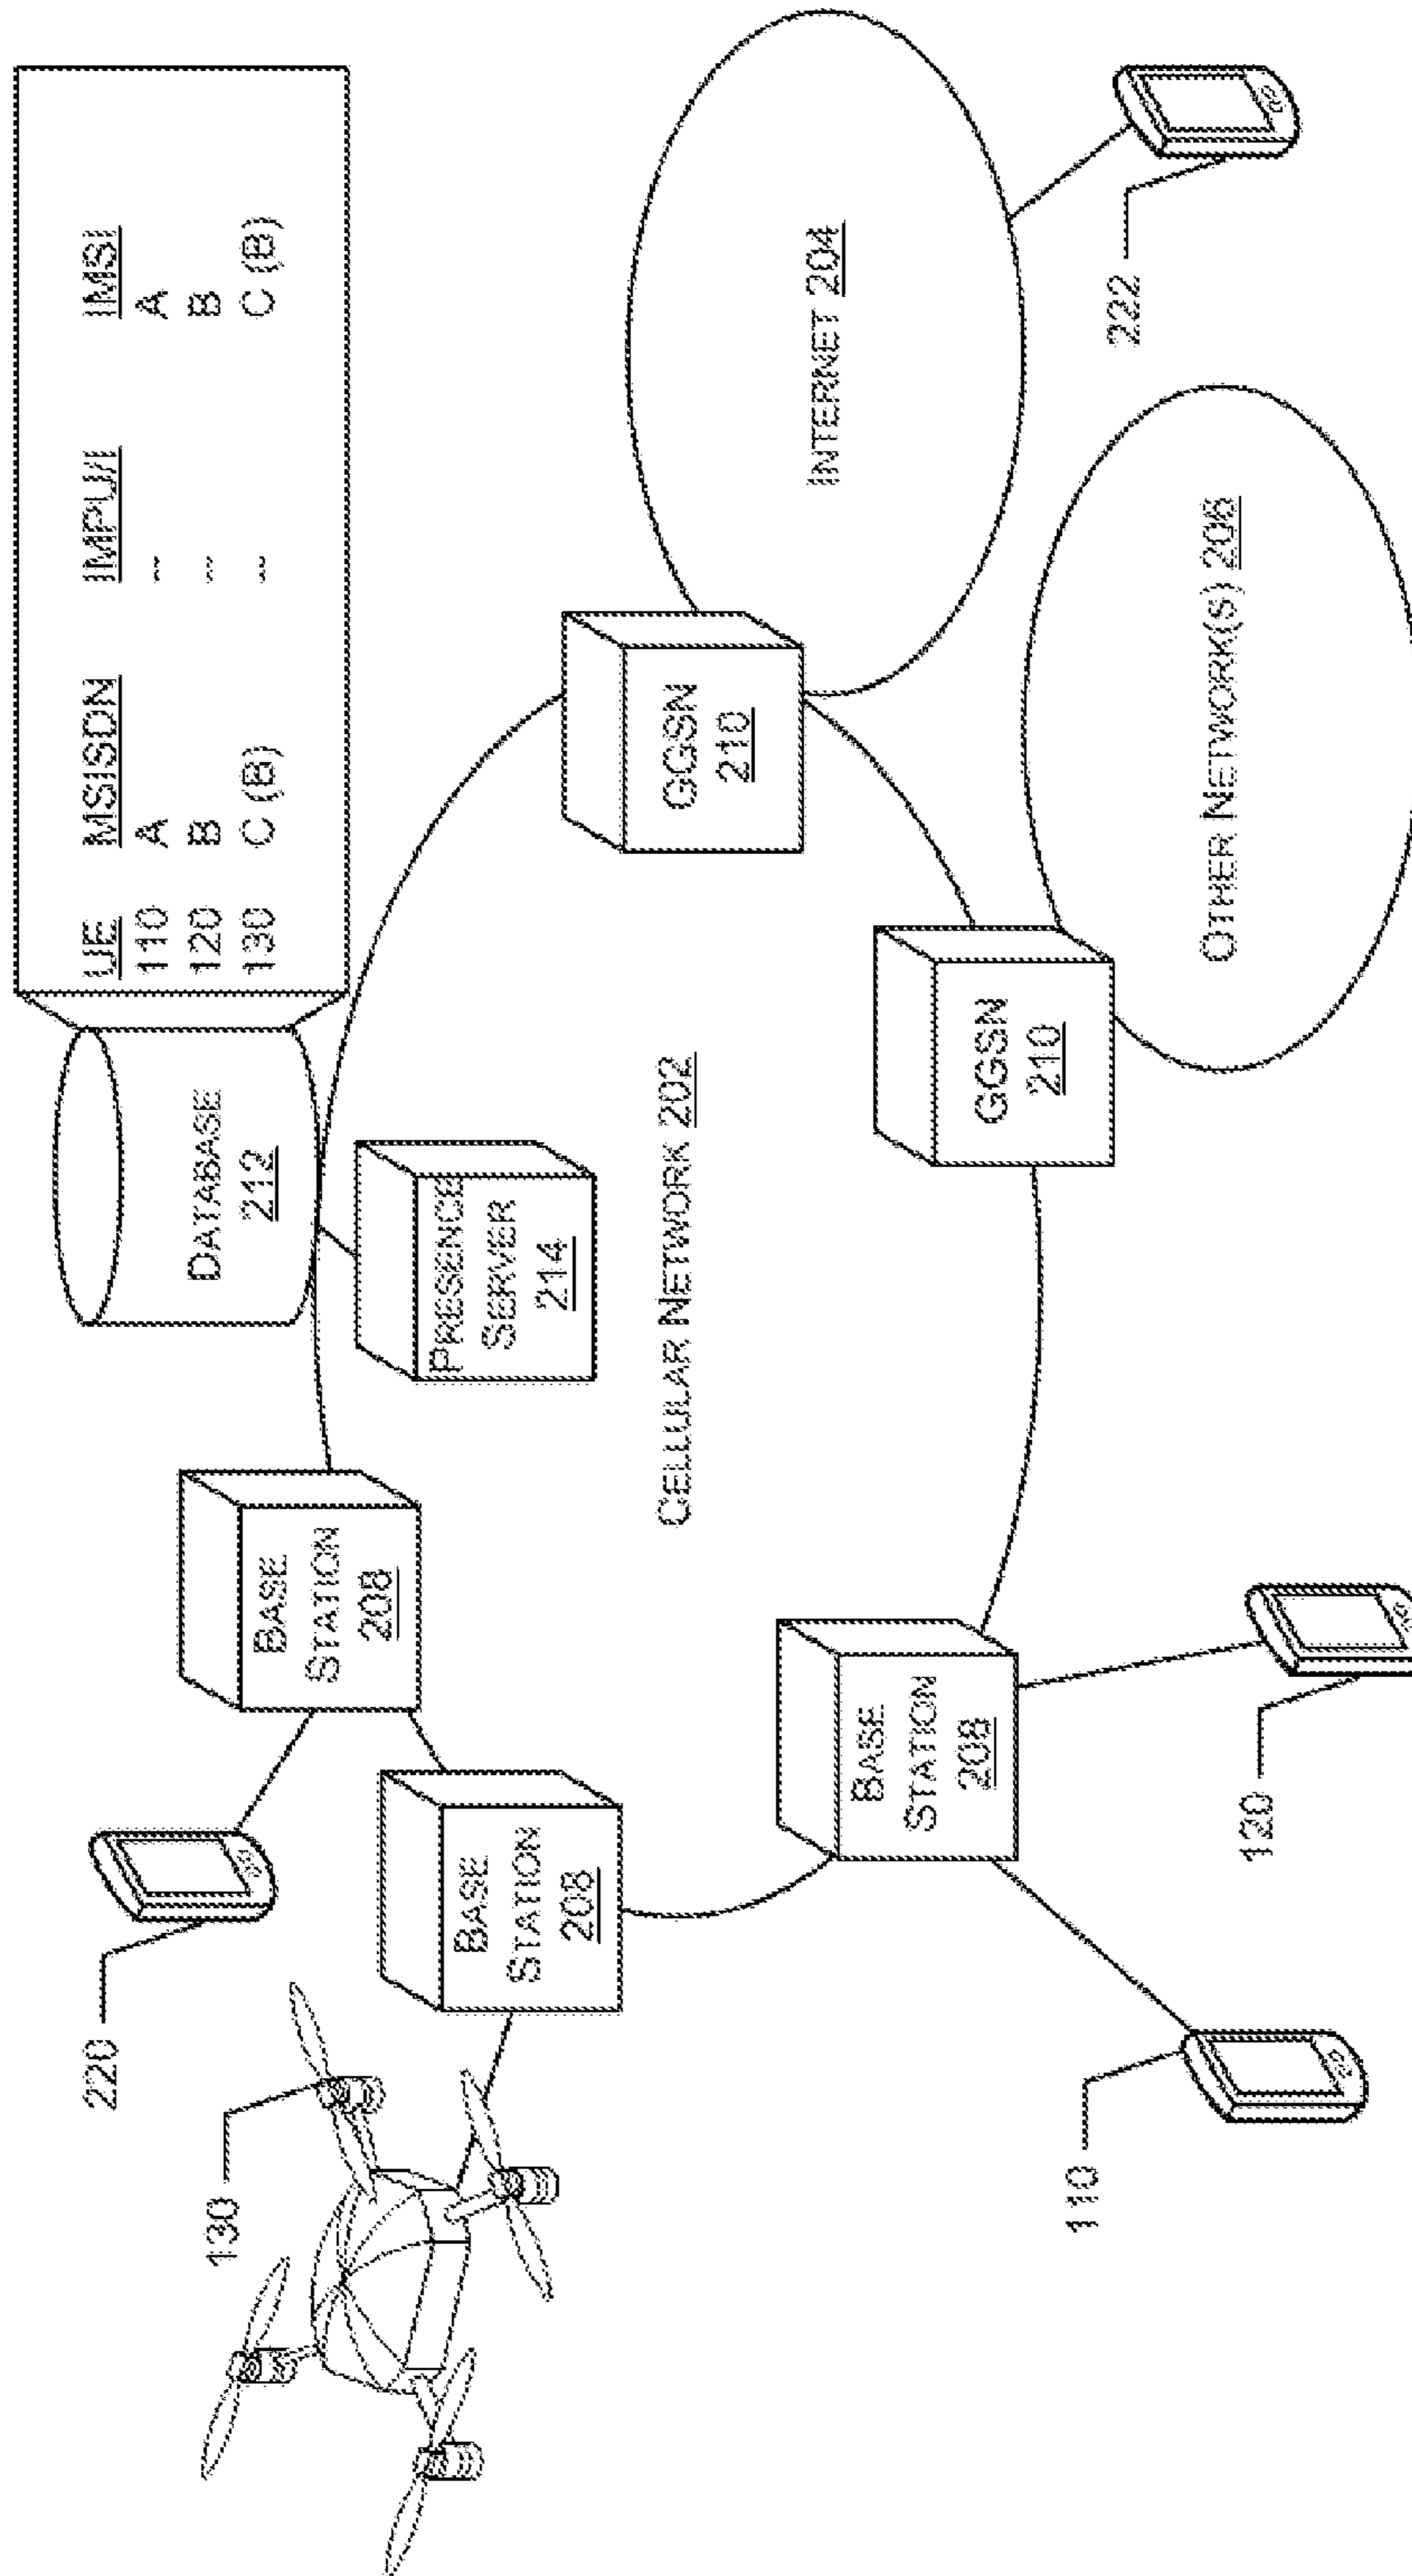 UE MSISDN IMPU/I IMSI
110 A --- A
120 B --- B
130 C (B) --- C (B)
DATABASE
212
PRESENCE
SERVER
214
220
BASE
STATION
208
130
BASE
STATION
208
CELLULAR NETWORK 202
GGSN
210
INTERNET 204
222
BASE
STATION
208
GGSN
210
OTHER NETWORK(S) 206
110
120